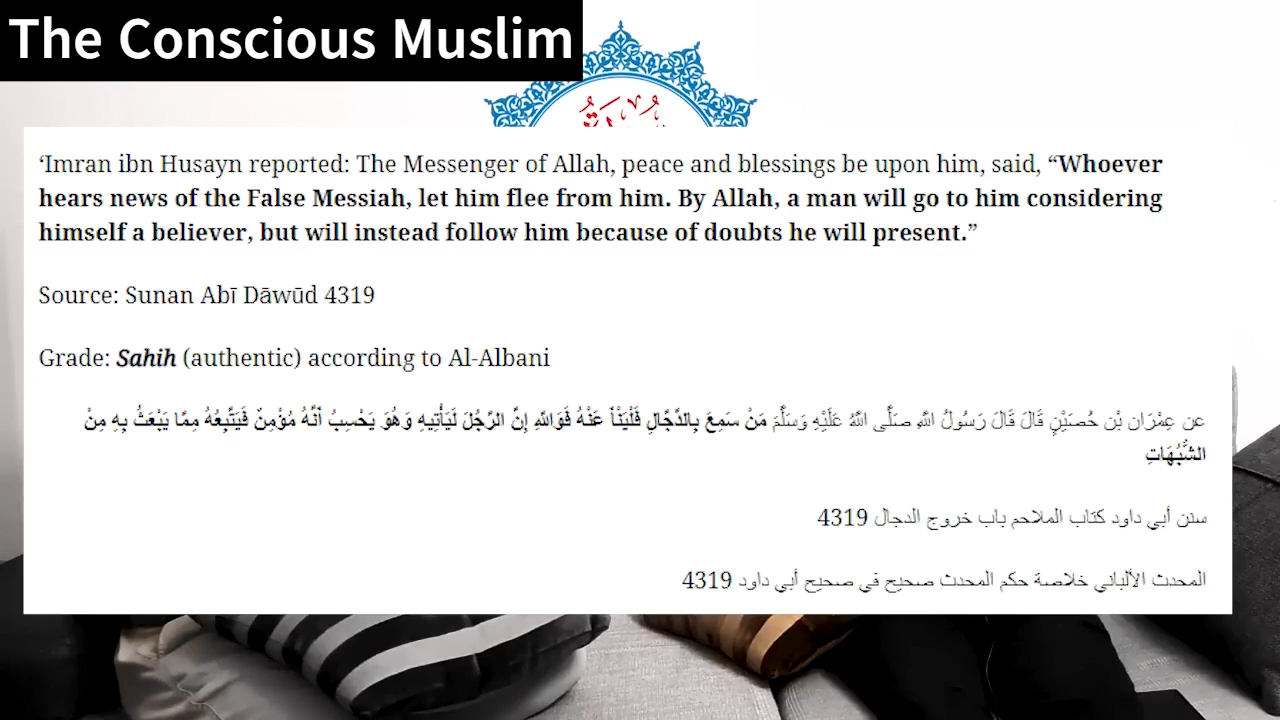 The Conscious Muslim
‘Imran ibn Husayn reported: The Messenger of Allah, peace and blessings be upon him, said, “Whoever
hears news of the False Messiah, let him flee from him. By Allah, a man will go to him considering
himself a believer, but will instead follow him because of doubts he will present.”
Source: Sunan Abī Dāwūd 4319
Grade: Sahih (authentic) according to Al-Albani
عن عِمْرَان بْن حُصَيْنٍ قَالَ قَالَ رَسُولُ اللَّهِ صَلَّى اللَّهُ عَلَيْهِ وَسَلَّمَ مَنْ سَمِعَ بِالدَّجَّالِ فَلْيَنْأَ عَنْهُ فَوَاللَّهِ إِنَّ الرَّجُلَ لَيَأْتِيهِ وَهُوَ يَحْسِبُ أَنَّهُ مُؤْمِنٌ فَيَتَّبِعُهُ مِمَّا يَبْعَثُ بِهِ مِنْ
الشُّبُهَاتِ
سنن أبي داود كتاب الملاحم باب خروج الدجال 4319
المحدث الألباني خلاصة حكم المحدث صحيح في صحيح أبي داود 4319